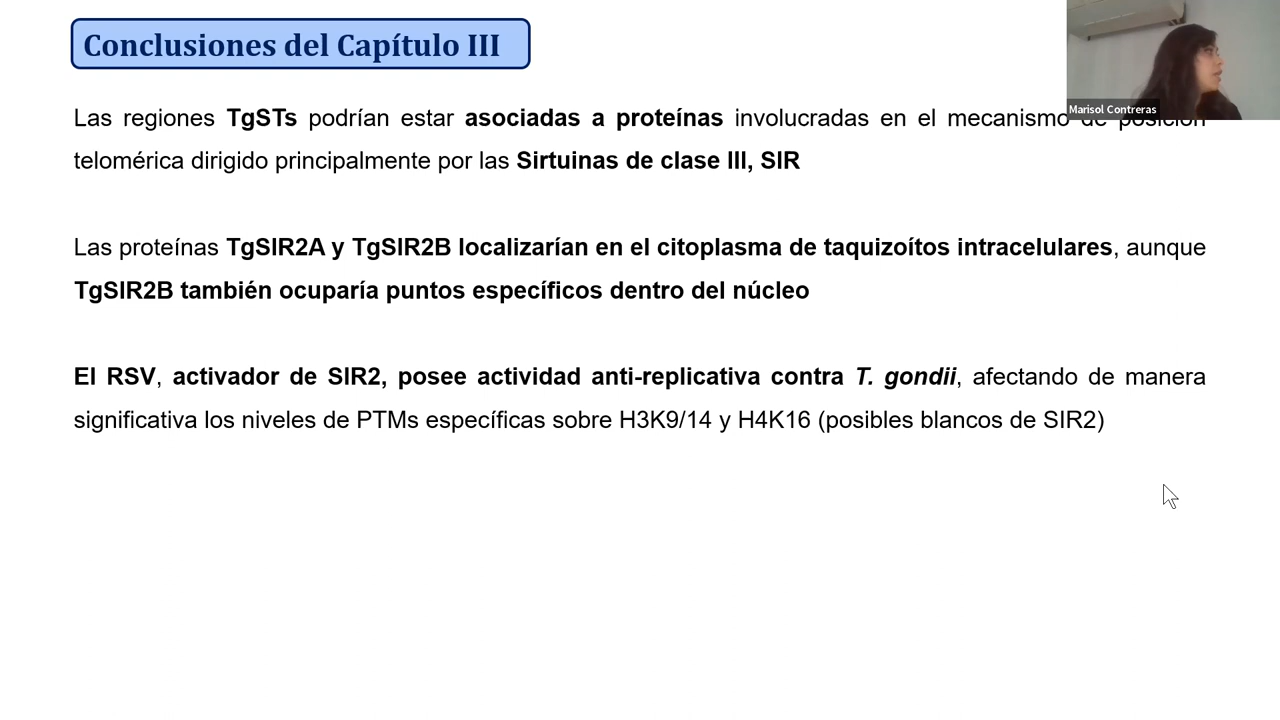 Conclusiones del Capítulo III
Marisol Contreras
Las regiones TgSTs podrían estar asociadas a proteínas involucradas en el mecanismo de posición
telomérica dirigido principalmente por las Sirtuinas de clase III, SIR
Las proteínas TgSIR2A y TgSIR2B localizarían en el citoplasma de taquizoítos intracelulares, aunque
TgSIR2B también ocuparía puntos específicos dentro del núcleo
El RSV, activador de SIR2, posee actividad anti-replicativa contra T. gondii, afectando de manera
significativa los niveles de PTMs específicas sobre H3K9/14 y H4K16 (posibles blancos de SIR2)